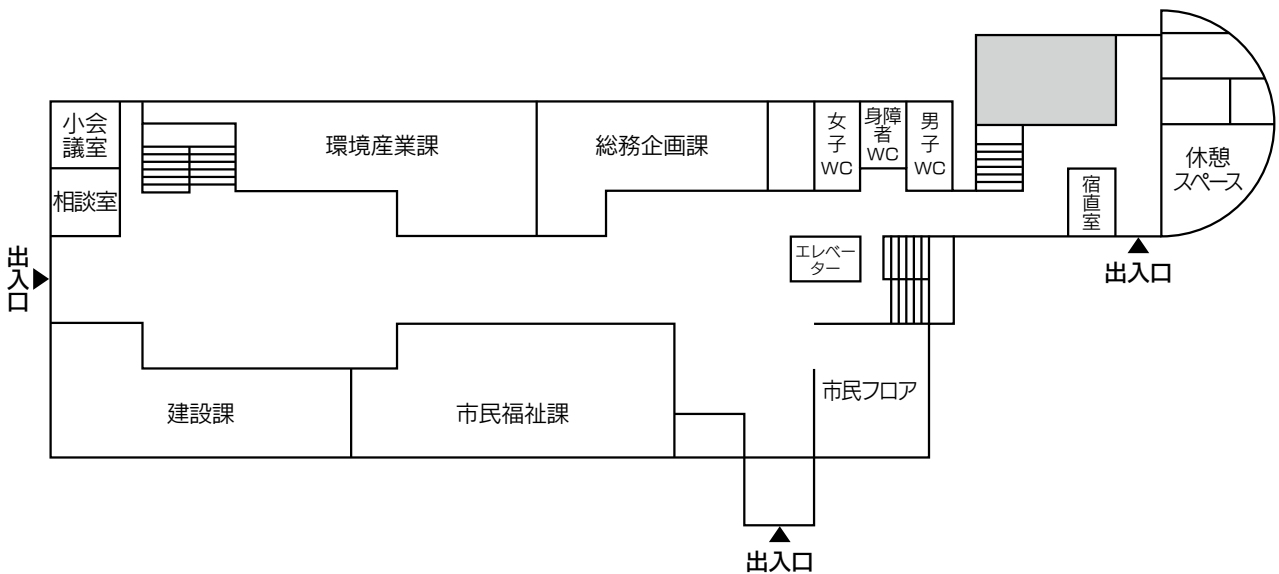 小会
議室
相談室
環境産業課
総務企画課
女子
WC
身障
者
WC
男子
WC
宿直室
休憩
スペース
出入口
エレベー
ター
出入口
建設課
市民福祉課
市民フロア
出入口